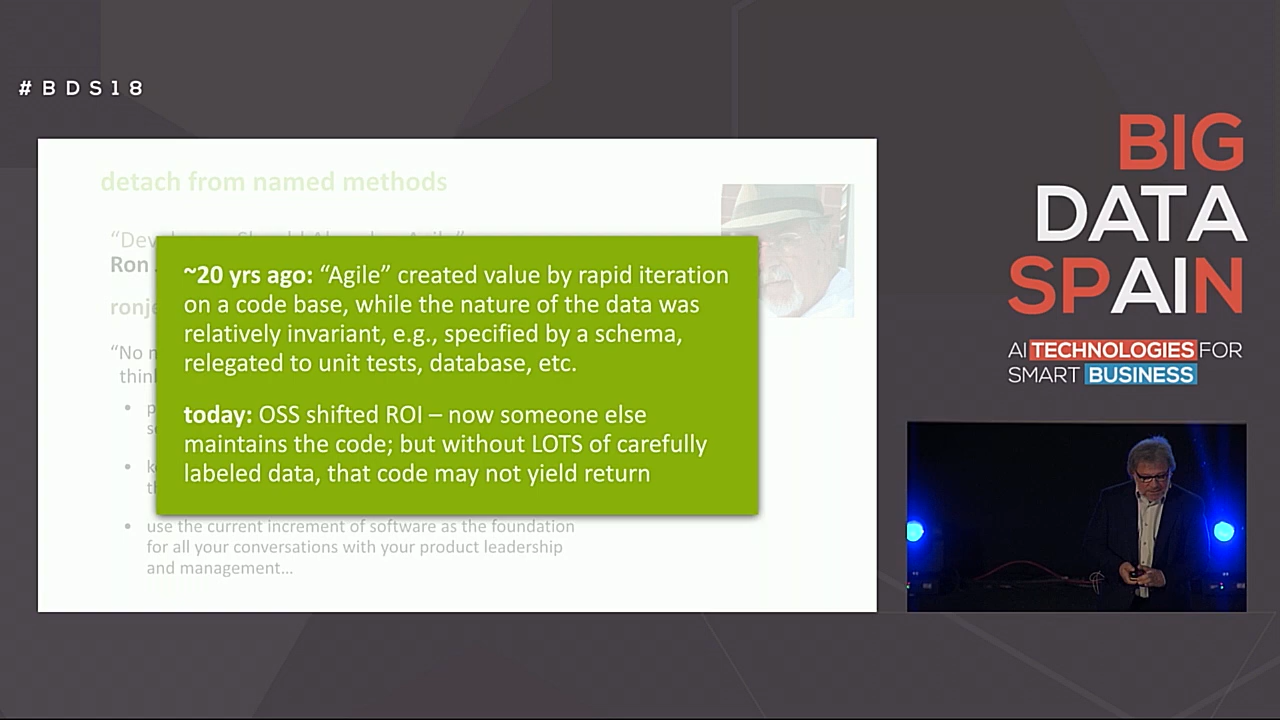 #BDS18
detach from named methods
Ron
~20 yrs ago: “Agile” created value by rapid iteration
on a code base, while the nature of the data was
relatively invariant, e.g., specified by a schema,
relegated to unit tests, database, etc.
today: OSS shifted ROI – now someone else
maintains the code; but without LOTS of carefully
labeled data, that code may not yield return
“No
• use the current increment of software as the foundation
for all your conversations with your product leadership
and management...
BIG
DATA
SPAIN
AI TECHNOLOGIES FOR
SMART BUSINESS